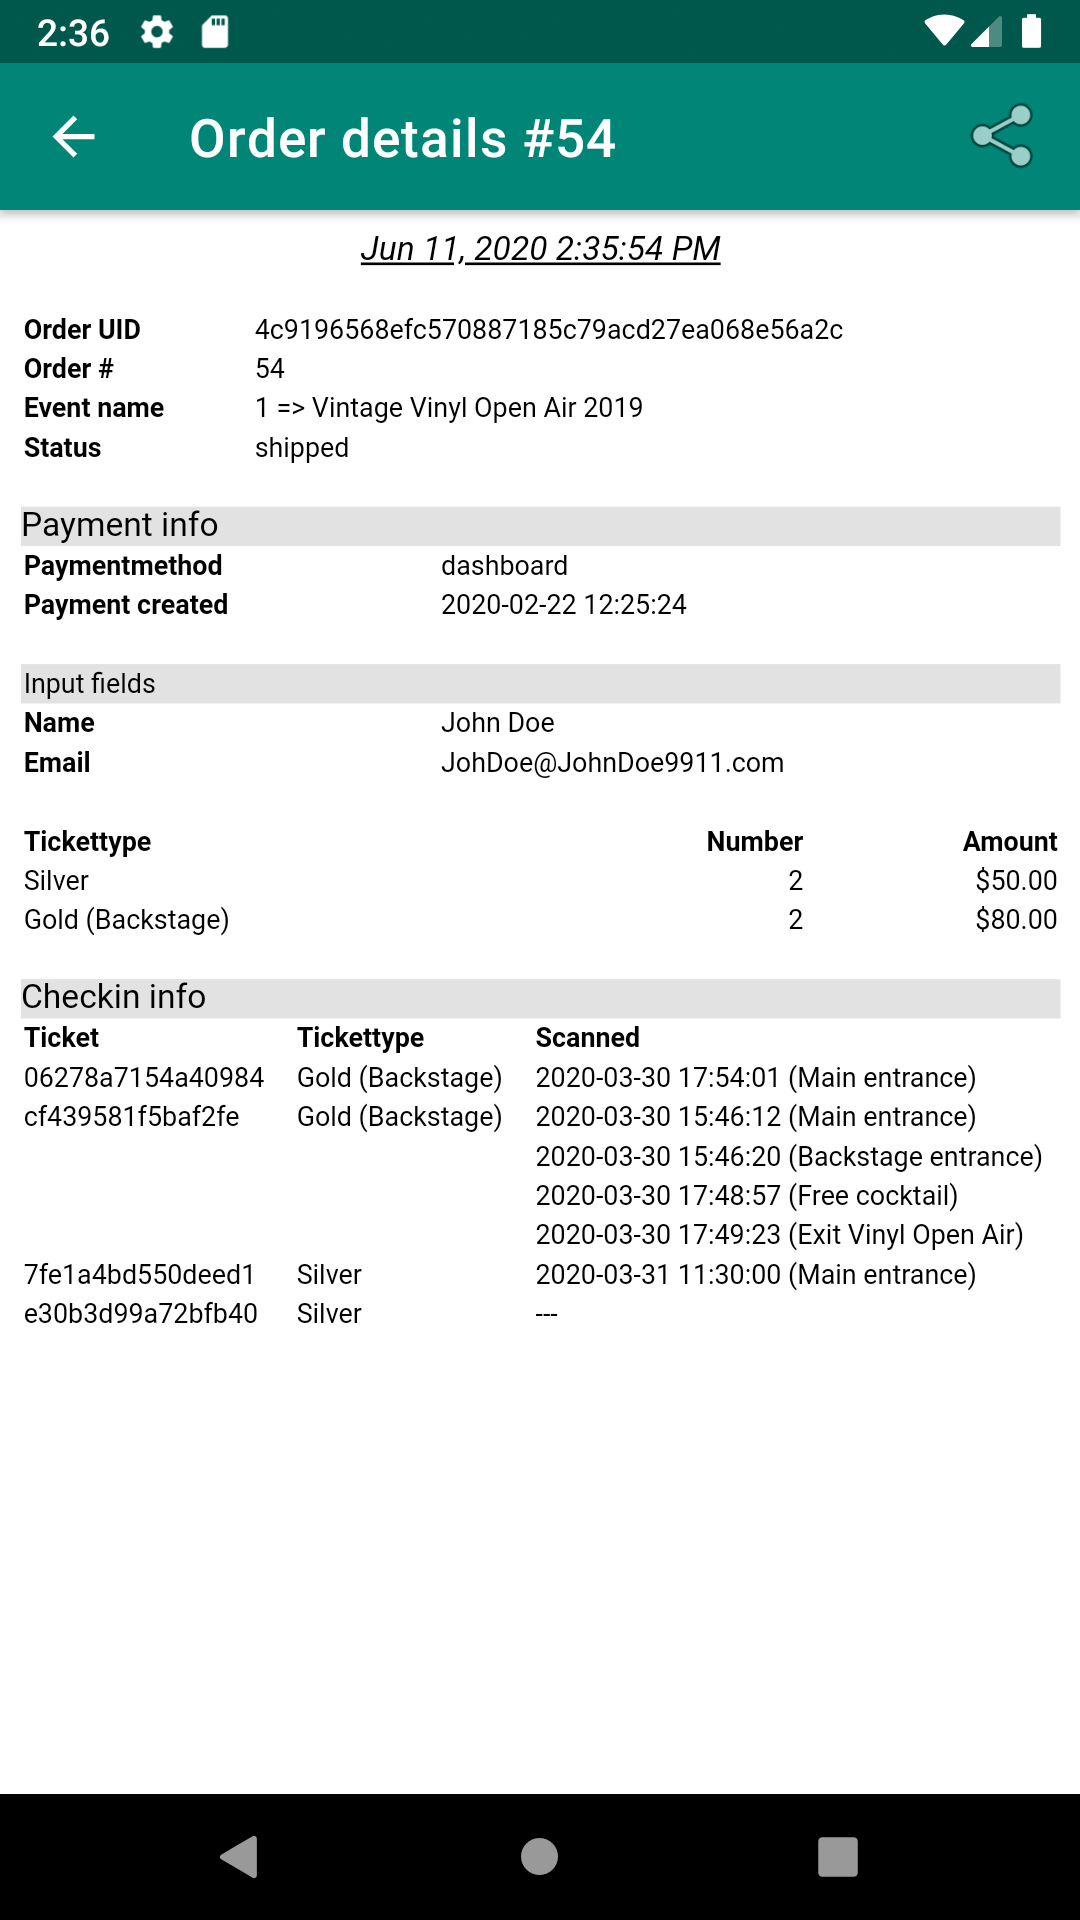 2:36
Order details #54
Jun 11, 2020 2:35:54 PM
Order UID 4c9196568efc570887185c79acd27ea068e56a2c
Order # 54
Event name 1 => Vintage Vinyl Open Air 2019
Status shipped
Payment info
Paymentmethod dashboard
Payment created 2020-02-22 12:25:24
Input fields
Name John Doe
Email JohDoe@JohnDoe9911.com
Tickettype Number Amount
Silver 2 $50.00
Gold (Backstage) 2 $80.00
Checkin info
Ticket Tickettype Scanned
06278a7154a40984 Gold (Backstage) 2020-03-30 17:54:01 (Main entrance)
cf439581f5baf2fe Gold (Backstage) 2020-03-30 15:46:12 (Main entrance)
2020-03-30 15:46:20 (Backstage entrance)
2020-03-30 17:48:57 (Free cocktail)
2020-03-30 17:49:23 (Exit Vinyl Open Air)
7fe1a4bd550deed1 Silver 2020-03-31 11:30:00 (Main entrance)
e30b3d99a72bfb40 Silver ---